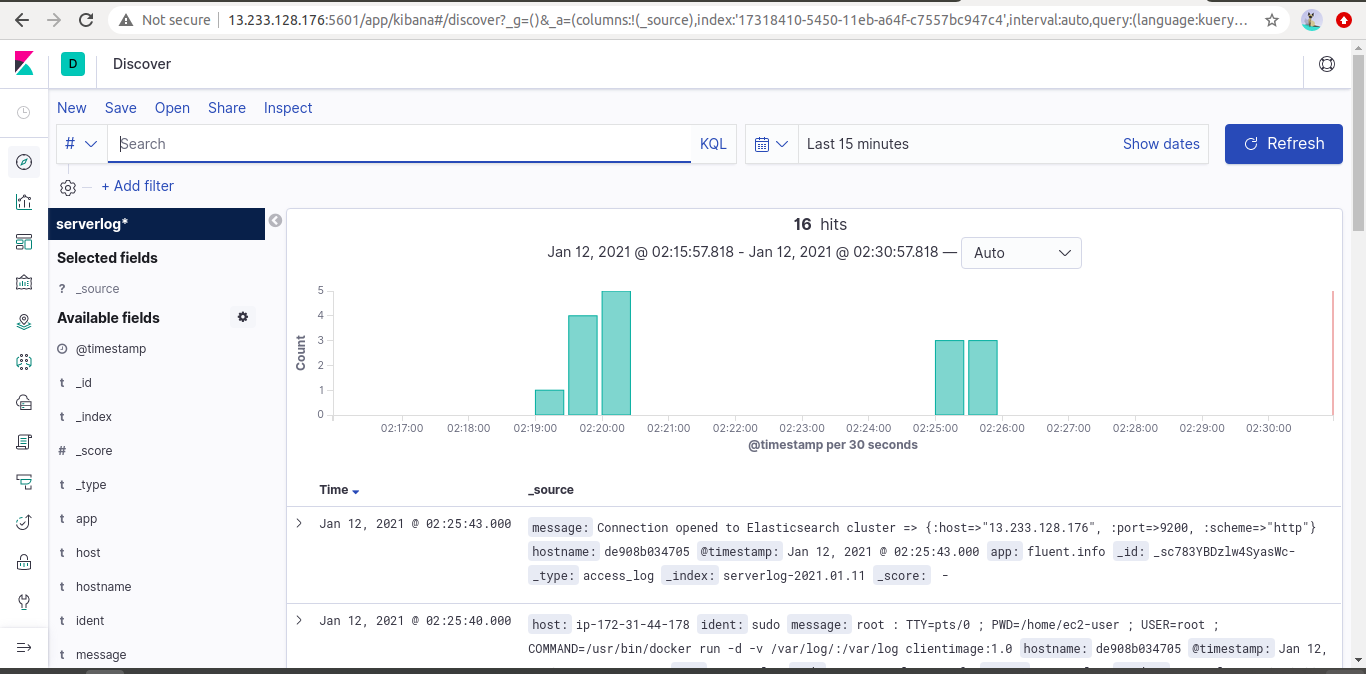 Not secure | 13.233.128.176:5601/app/kibana#/discover?_g=()&_a=(columns:!(_source),index:'17318410-5450-11eb-a64f-c7557bc947c4',interval:auto,query:(language:kuery...
D Discover
New Save Open Share Inspect
# Search KQL Last 15 minutes Show dates Refresh
+ Add filter
serverlog*
Selected fields
? _source
Available fields
@timestamp
t _id
t _index
# _score
t _type
t app
t host
t hostname
t ident
t message
16 hits
Jan 12, 2021 @ 02:15:57.818 - Jan 12, 2021 @ 02:30:57.818 — Auto
5
4
3
2
1
0
Count
02:17:00 02:18:00 02:19:00 02:20:00 02:21:00 02:22:00 02:23:00 02:24:00 02:25:00 02:26:00 02:27:00 02:28:00 02:29:00 02:30:00
@timestamp per 30 seconds
Time _source
Jan 12, 2021 @ 02:25:43.000 message: Connection opened to Elasticsearch cluster => {:host=>"13.233.128.176", :port=>9200, :scheme=>"http"}
hostname: de908b034705 @timestamp: Jan 12, 2021 @ 02:25:43.000 app: fluent.info _id: _sc783YBDzlw4SyasWc-
_type: access_log _index: serverlog-2021.01.11 _score: -
Jan 12, 2021 @ 02:25:40.000 host: ip-172-31-44-178 ident: sudo message: root : TTY=pts/0 ; PWD=/home/ec2-user ; USER=root ;
COMMAND=/usr/bin/docker run -d -v /var/log/:/var/log clientimage:1.0 hostname: de908b034705 @timestamp: Jan 12,